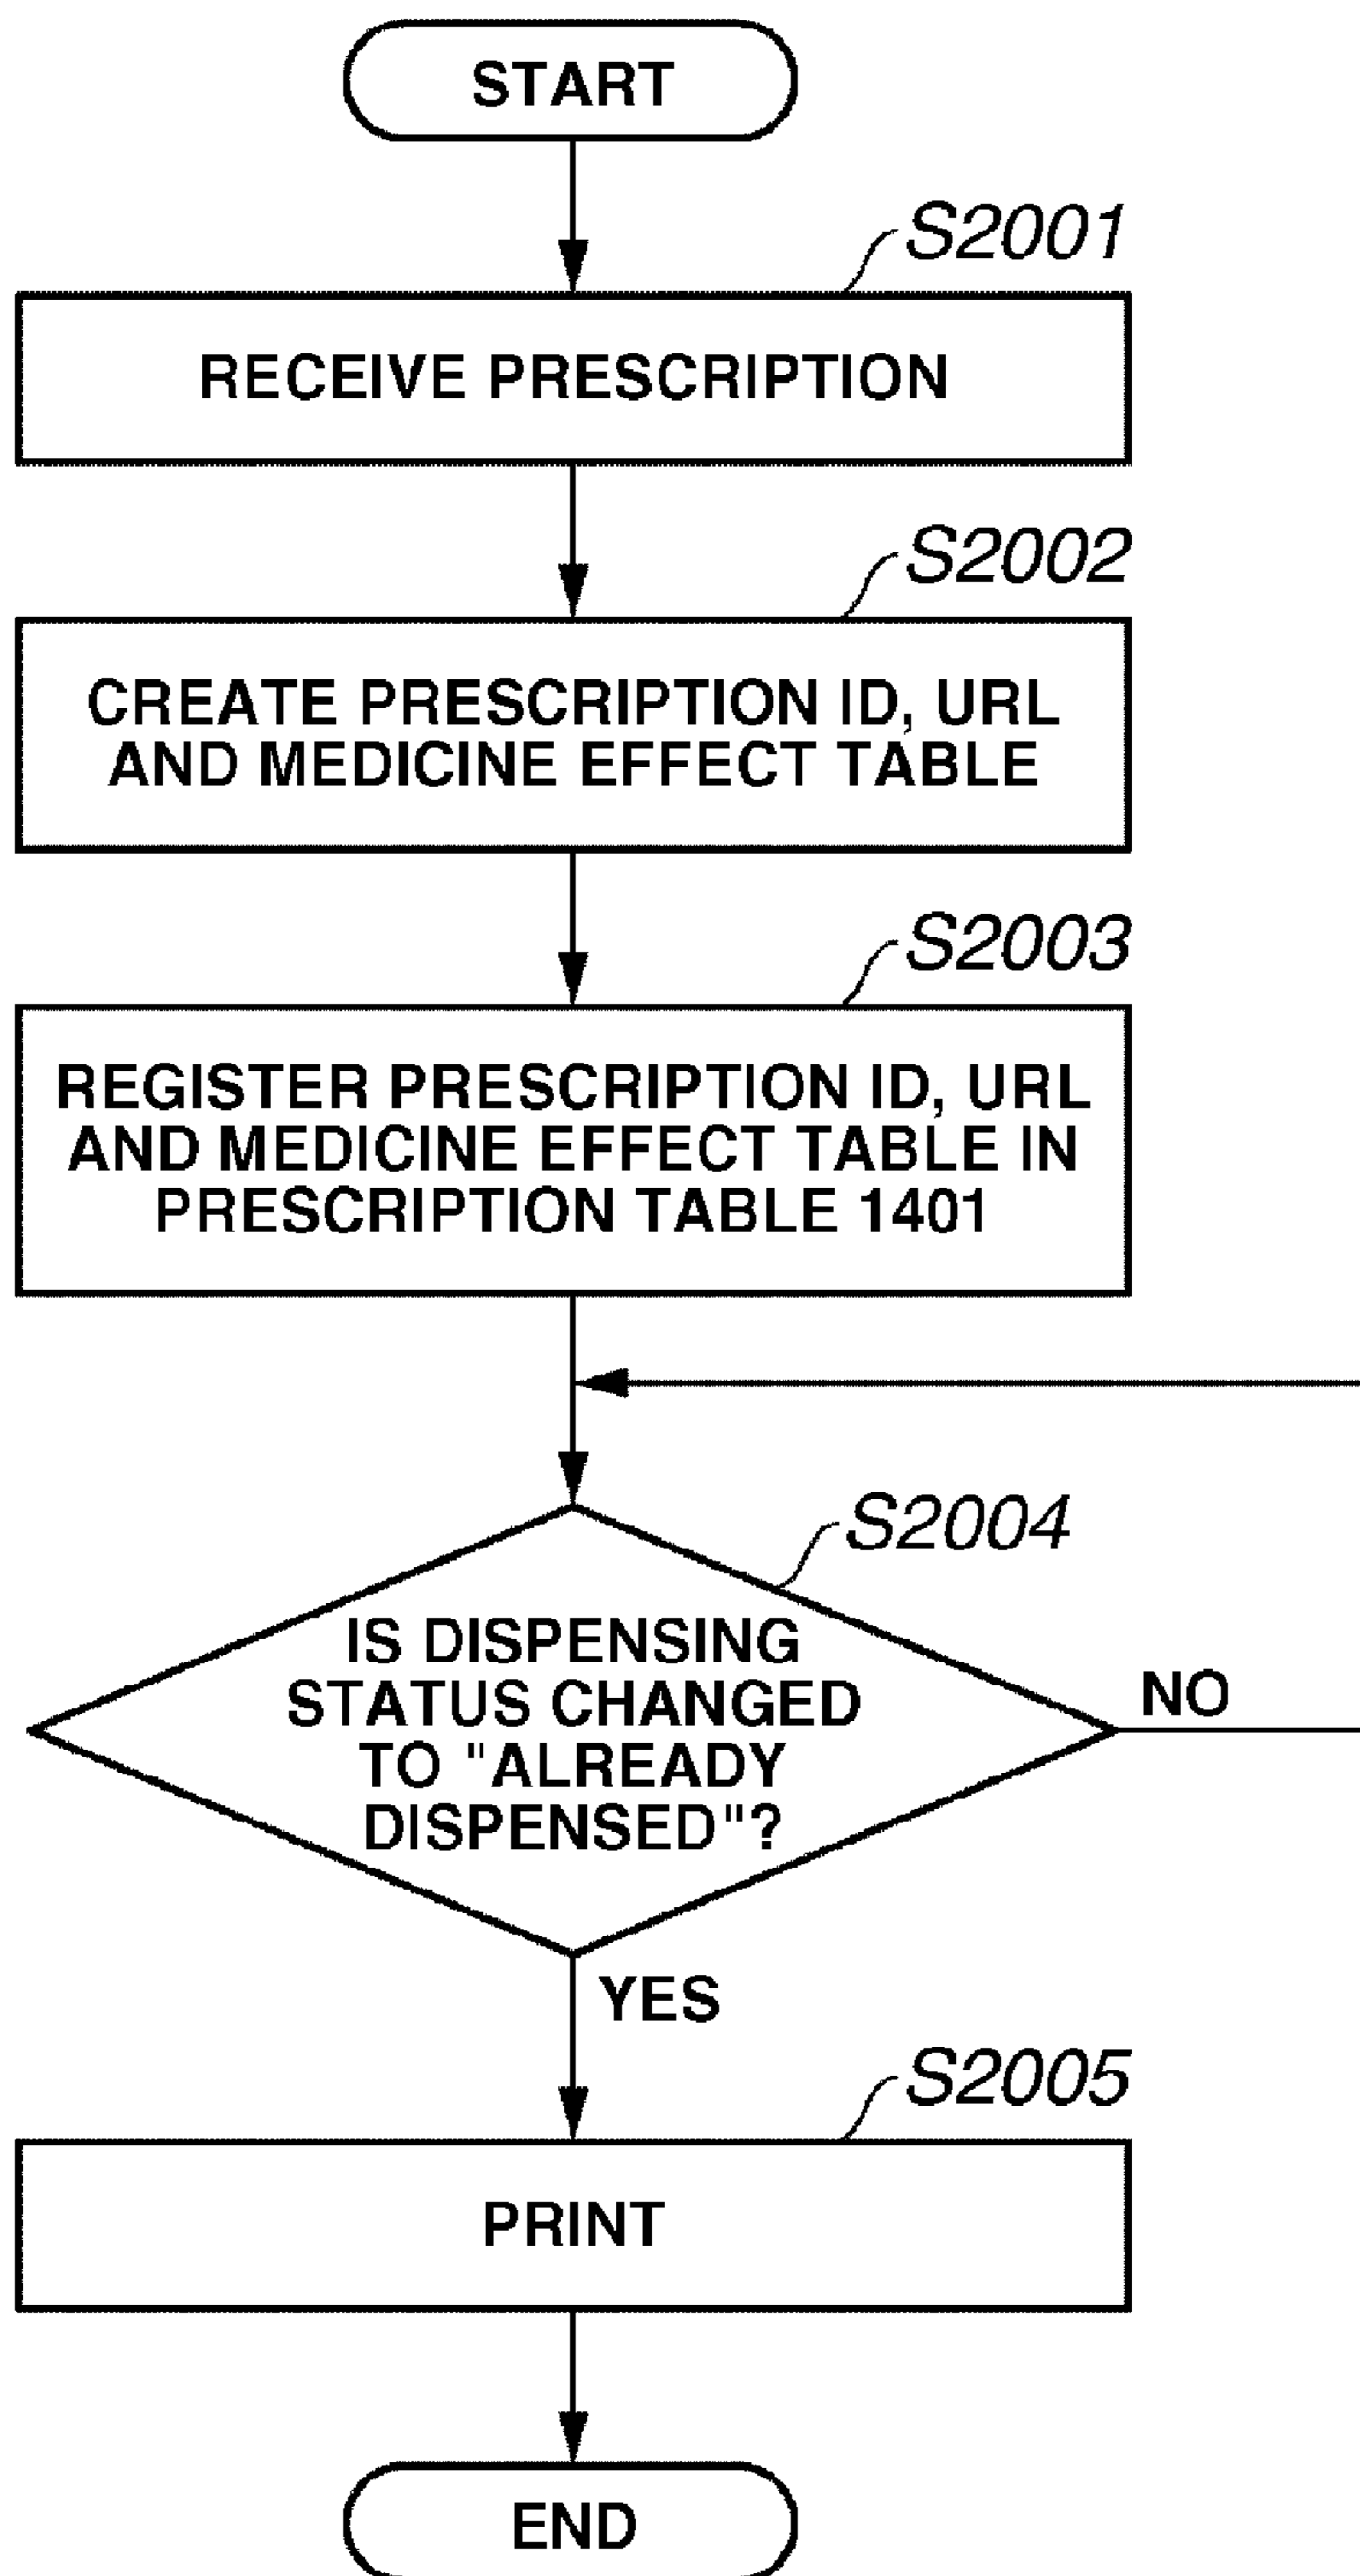 START
S2001
RECEIVE PRESCRIPTION
S2002
CREATE PRESCRIPTION ID, URL
AND MEDICINE EFFECT TABLE
S2003
REGISTER PRESCRIPTION ID, URL
AND MEDICINE EFFECT TABLE IN
PRESCRIPTION TABLE 1401
S2004
IS DISPENSING
STATUS CHANGED
TO "ALREADY
DISPENSED"?
NO
YES
S2005
PRINT
END